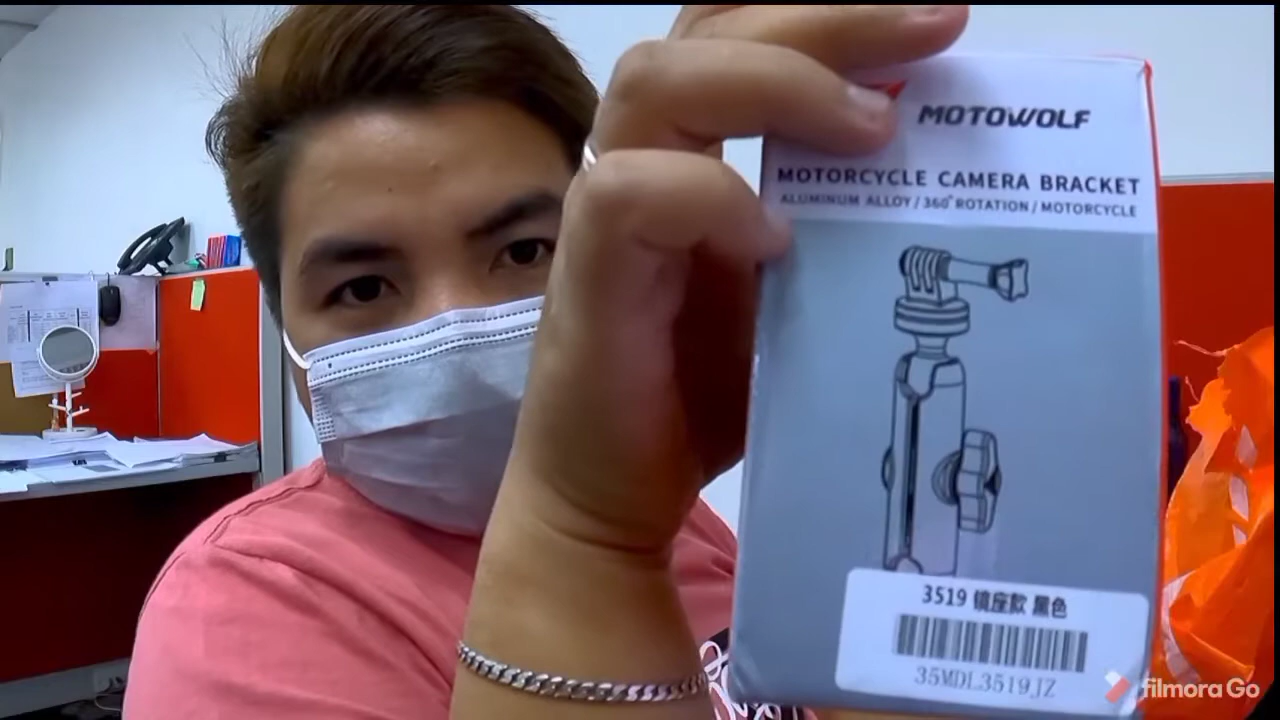 MOTOWOLF
MOTORCYCLE CAMERA BRACKET
ALUMINUM ALLOY / 360° ROTATION / MOTORCYCLE
3519 镜座款 黑色
35MDL3519JZ
filmora Go